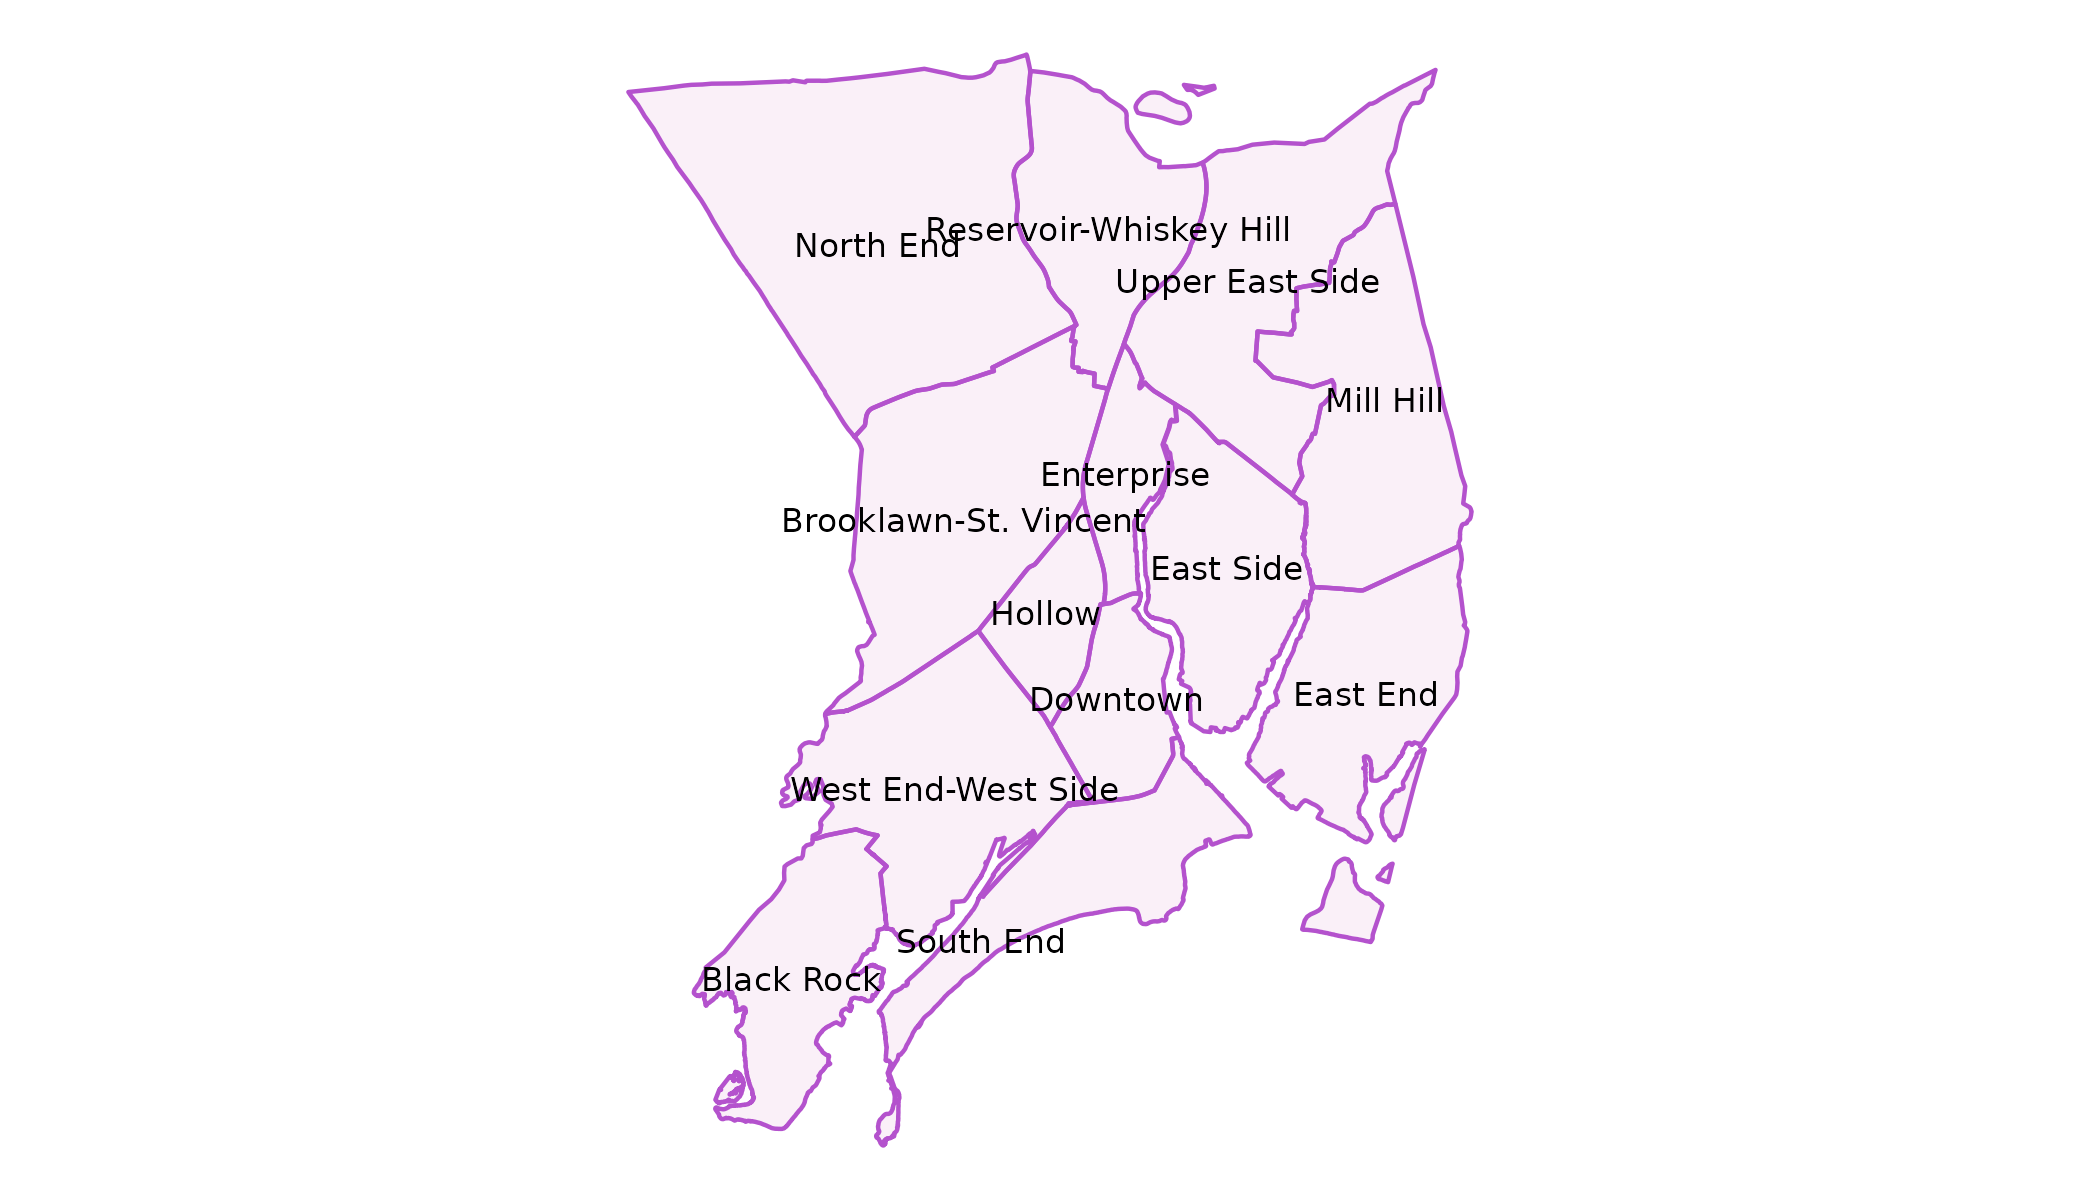 Reservoir-Whiskey Hill
North End
Upper East Side
Mill Hill
Enterprise
Brooklawn-St. Vincent
East Side
Hollow
East End
Downtown
West End-West Side
South End
Black Rock